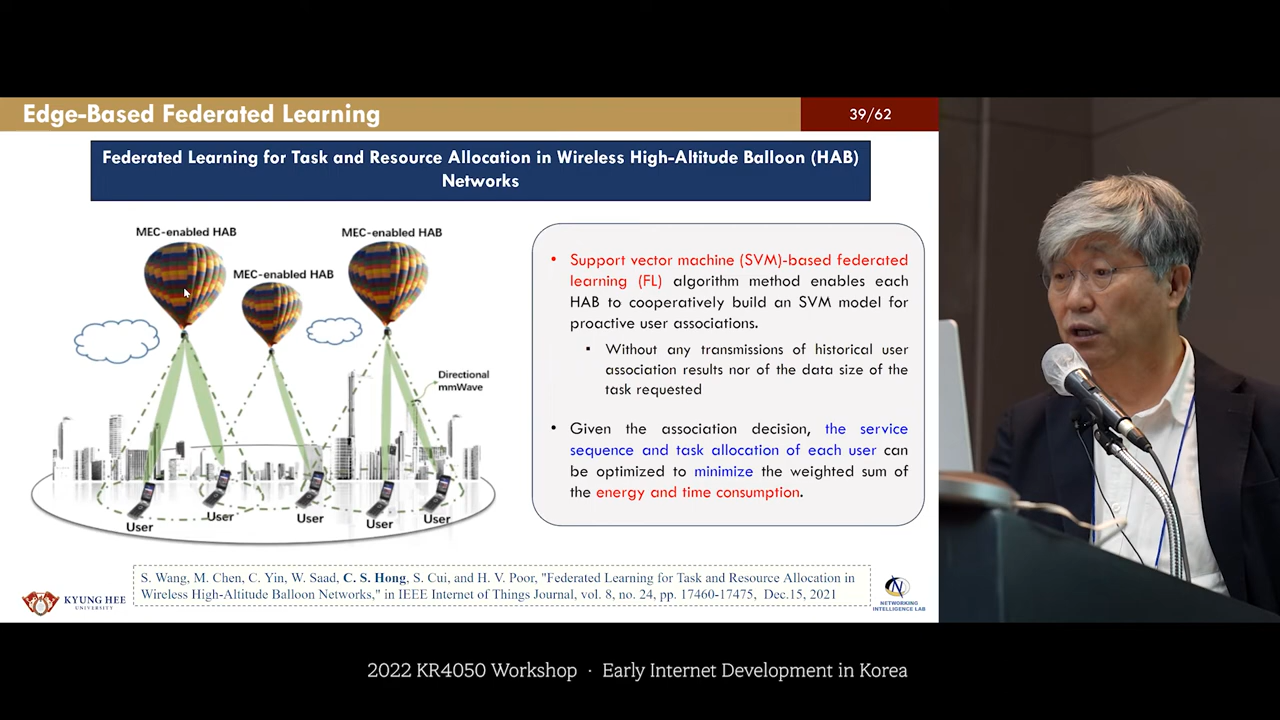 Edge-Based Federated Learning
39/62
Federated Learning for Task and Resource Allocation in Wireless High-Altitude Balloon (HAB)
Networks
MEC-enabled HAB
MEC-enabled HAB
MEC-enabled HAB
Directional
mmWave
User
User
User
User
User
• Support vector machine (SVM)-based federated
learning (FL) algorithm method enables each
HAB to cooperatively build an SVM model for
proactive user associations.
▪ Without any transmissions of historical user
association results nor of the data size of the
task requested
• Given the association decision, the service
sequence and task allocation of each user can
be optimized to minimize the weighted sum of
the energy and time consumption.
S. Wang, M. Chen, C. Yin, W. Saad, C. S. Hong, S. Cui, and H. V. Poor, "Federated Learning for Task and Resource Allocation in
Wireless High-Altitude Balloon Networks," in IEEE Internet of Things Journal, vol. 8, no. 24, pp. 17460-17475, Dec.15, 2021
KYUNG HEE
UNIVERSITY
NETWORKING
INTELLIGENCE LAB
2022 KR4050 Workshop · Early Internet Development in Korea